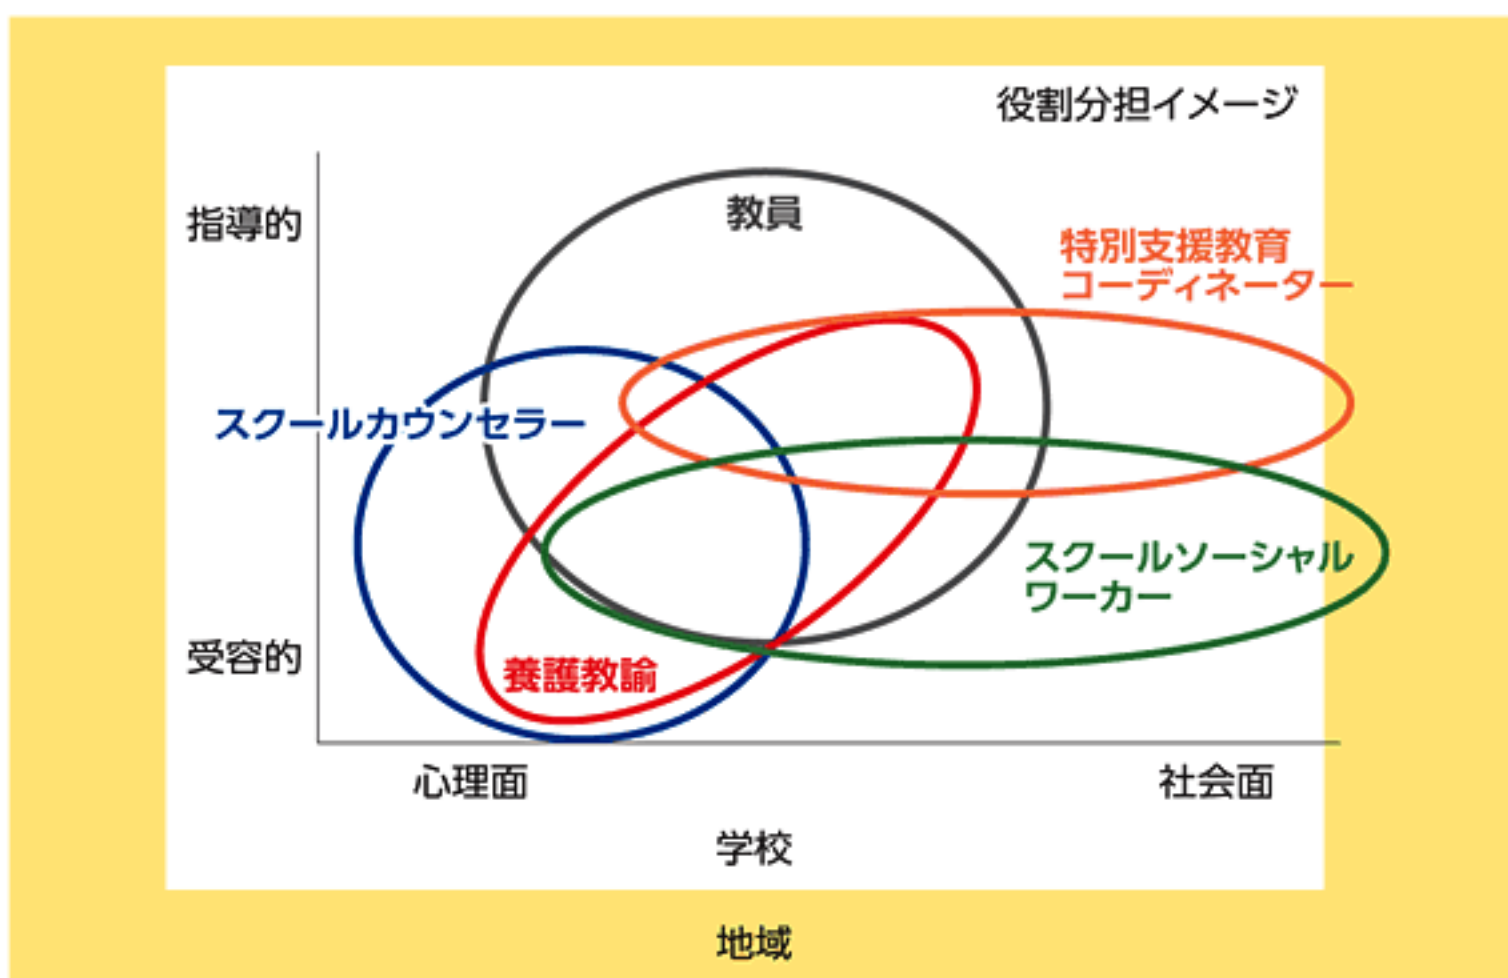 役割分担イメージ
指導的
教員
特別支援教育
コーディネーター
スクールカウンセラー
スクールソーシャル
ワーカー
受容的
養護教諭
心理面
社会面
学校
地域